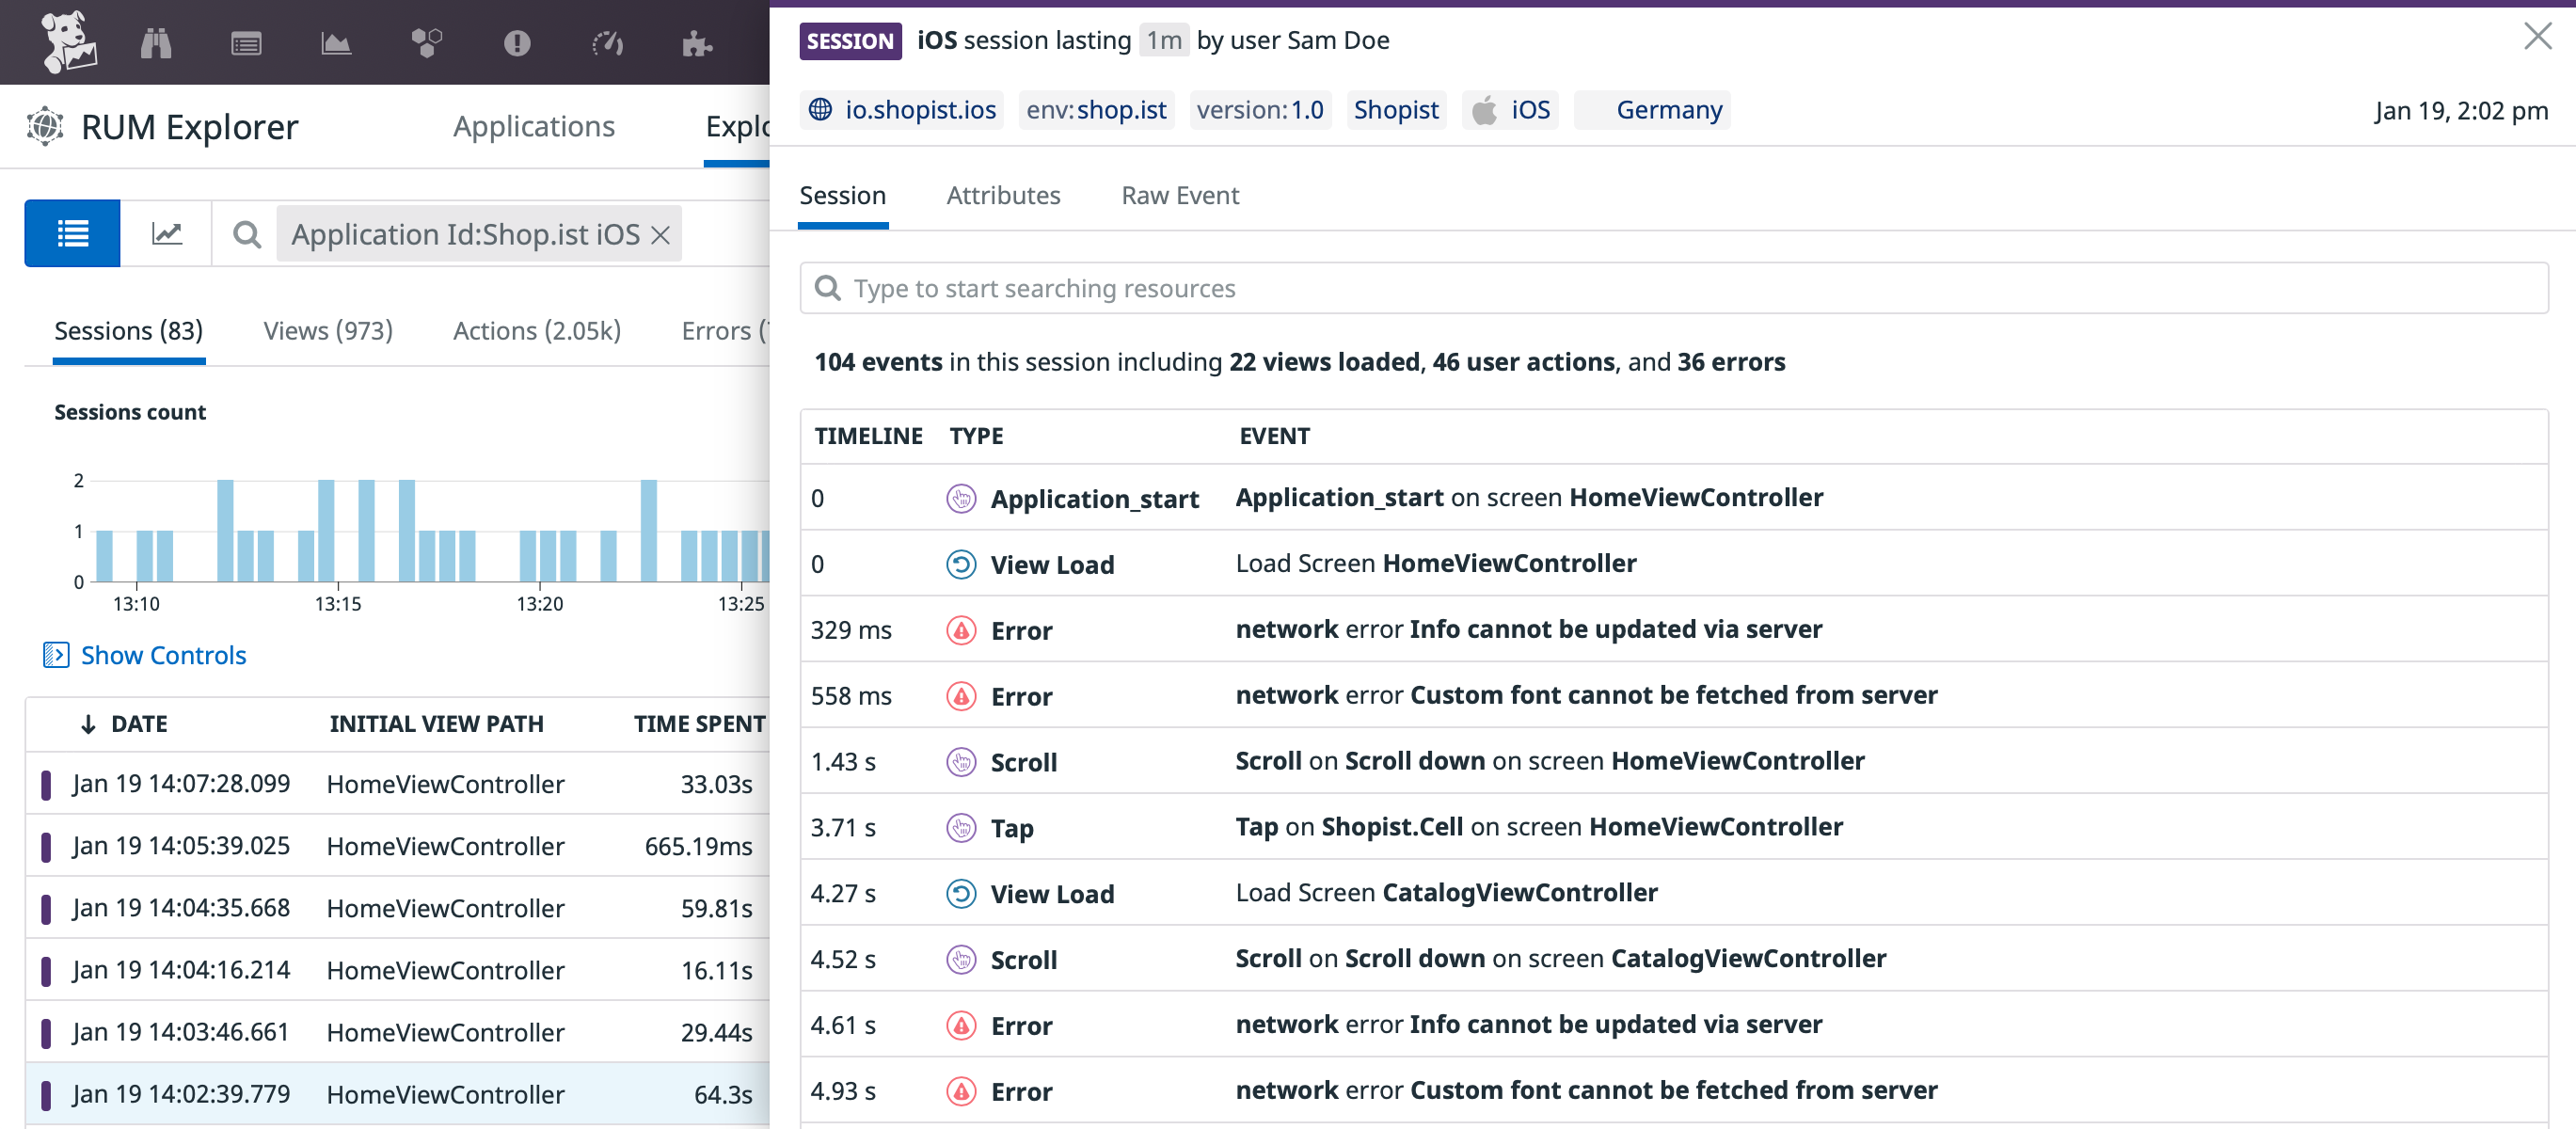 RUM Explorer
Applications
Explo
Application Id:Shop.ist iOS
Sessions (83)
Views (973)
Actions (2.05k)
Errors (
Sessions count
2
1
0
13:10
13:15
13:20
13:25
Show Controls
DATE INITIAL VIEW PATH TIME SPENT
Jan 19 14:07:28.099 HomeViewController 33.03s
Jan 19 14:05:39.025 HomeViewController 665.19ms
Jan 19 14:04:35.668 HomeViewController 59.81s
Jan 19 14:04:16.214 HomeViewController 16.11s
Jan 19 14:03:46.661 HomeViewController 29.44s
Jan 19 14:02:39.779 HomeViewController 64.3s
SESSION iOS session lasting 1m by user Sam Doe
io.shopist.ios env:shop.ist version:1.0 Shopist iOS Germany Jan 19, 2:02 pm
Session Attributes Raw Event
Type to start searching resources
104 events in this session including 22 views loaded, 46 user actions, and 36 errors
TIMELINE TYPE EVENT
0 Application_start Application_start on screen HomeViewController
0 View Load Load Screen HomeViewController
329 ms Error network error Info cannot be updated via server
558 ms Error network error Custom font cannot be fetched from server
1.43 s Scroll Scroll on Scroll down on screen HomeViewController
3.71 s Tap Tap on Shopist.Cell on screen HomeViewController
4.27 s View Load Load Screen CatalogViewController
4.52 s Scroll Scroll on Scroll down on screen CatalogViewController
4.61 s Error network error Info cannot be updated via server
4.93 s Error network error Custom font cannot be fetched from server